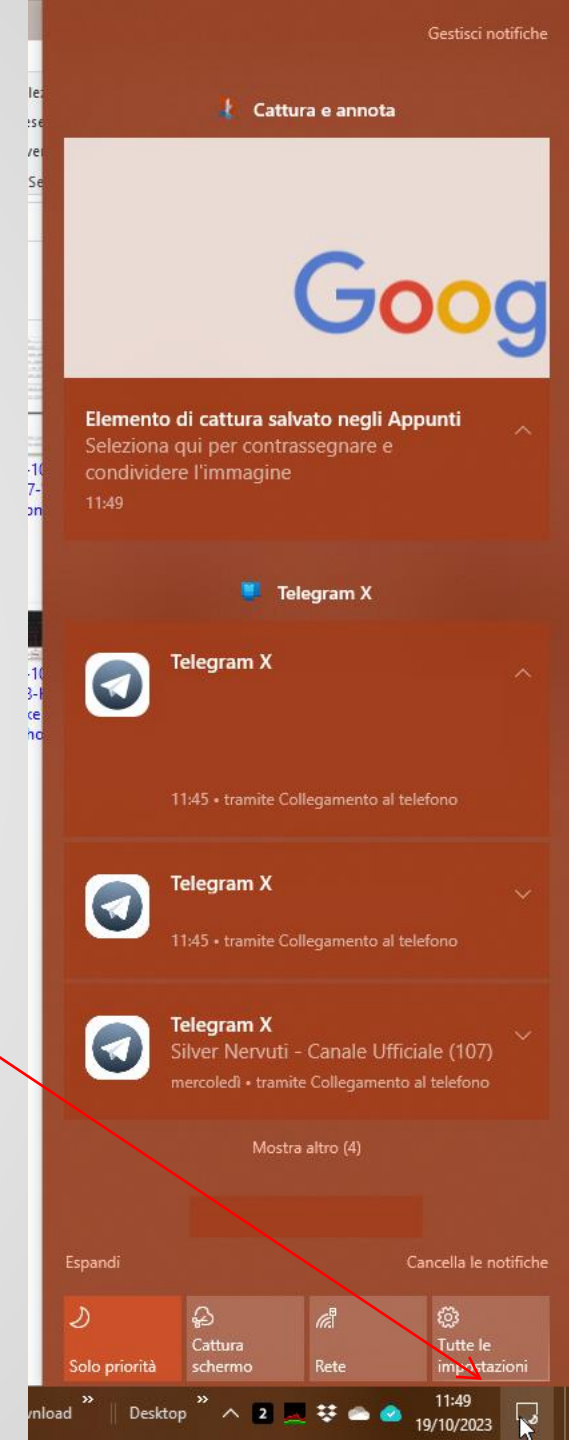 Gestisci notifiche
Cattura e annota
Goog
Elemento di cattura salvato negli Appunti
Seleziona qui per contrassegnare e
condividere l'immagine
11:49
Telegram X
Telegram X
11:45 • tramite Collegamento al telefono
Telegram X
11:45 • tramite Collegamento al telefono
Telegram X
Silver Nervuti - Canale Ufficiale (107)
mercoledì • tramite Collegamento al telefono
Mostra altro (4)
Espandi
Cancella le notifiche
Solo priorità
Cattura
schermo
Rete
Tutte le
impostazioni
vnload » Desktop » 2
11:49
19/10/2023